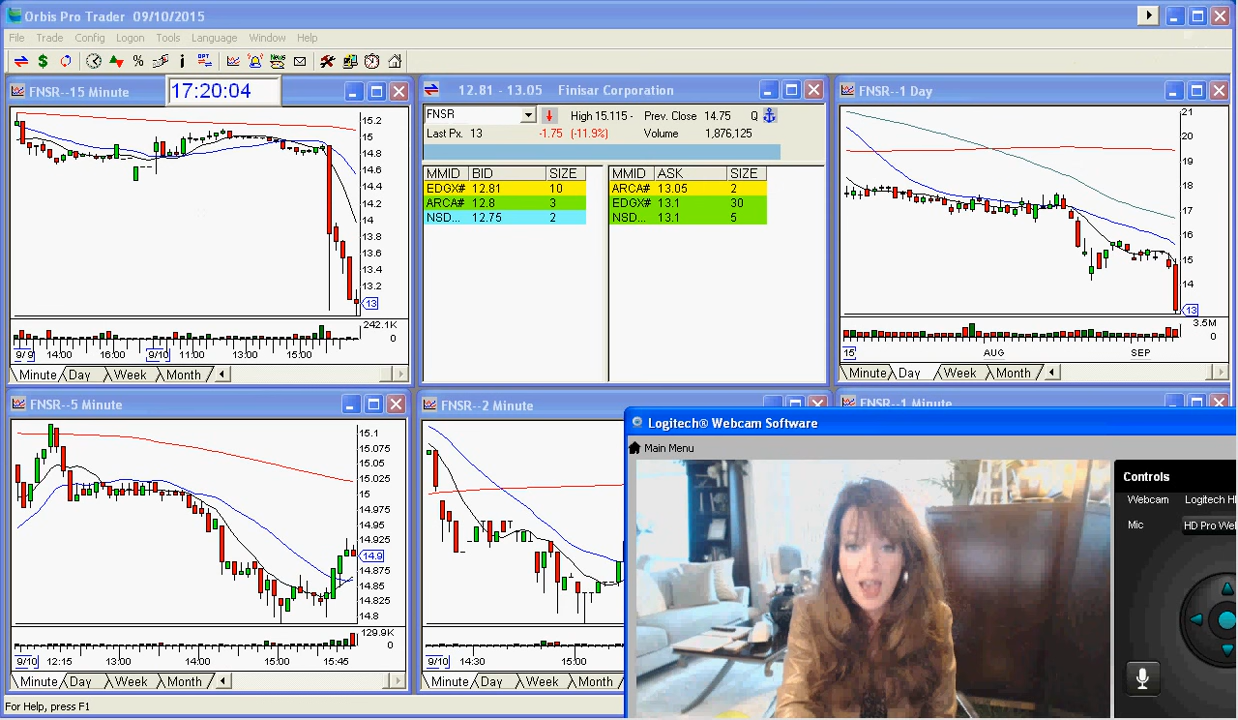 Orbis Pro Trader 09/10/2015
File Trade Config Logon Tools Language Window Help
FNSR--15 Minute
17:20:04
15.2
14.8
14.6
14.4
14.2
14
13.8
13.6
13.4
13.2
13
242.1K
0
9/9 14:00 16:00 9/10 11:00 13:00 15:00
Minute Day Week Month
12.81 - 13.05 Finisar Corporation
FNSR High 15.115 - Prev. Close 14.75 Q
Last Px. 13 -1.75 (-11.9%) Volume 1,876,125
MMID BID SIZE MMID ASK SIZE
EDGX# 12.81 10 ARCA# 13.05 2
ARCA# 12.8 3 EDGX# 13.1 30
NSD... 12.75 2 NSD... 13.1 5
FNSR--1 Day
21
20
19
18
17
16
15
14
13
3.5M
0
15 AUG SEP
Minute Day Week Month
FNSR--5 Minute
15.1
15.075
15.05
15.025
15
14.975
14.95
14.925
14.9
14.875
14.85
14.825
14.8
129.9K
0
9/10 12:15 13:00 14:00 15:00 15:45
Minute Day Week Month
FNSR--2 Minute
9/10 14:30 15:00
Minute Day Week Month
FNSR--1 Minute
Logitech® Webcam Software
Main Menu
Controls
Webcam Logitech H
Mic HD Pro We
For Help, press F1